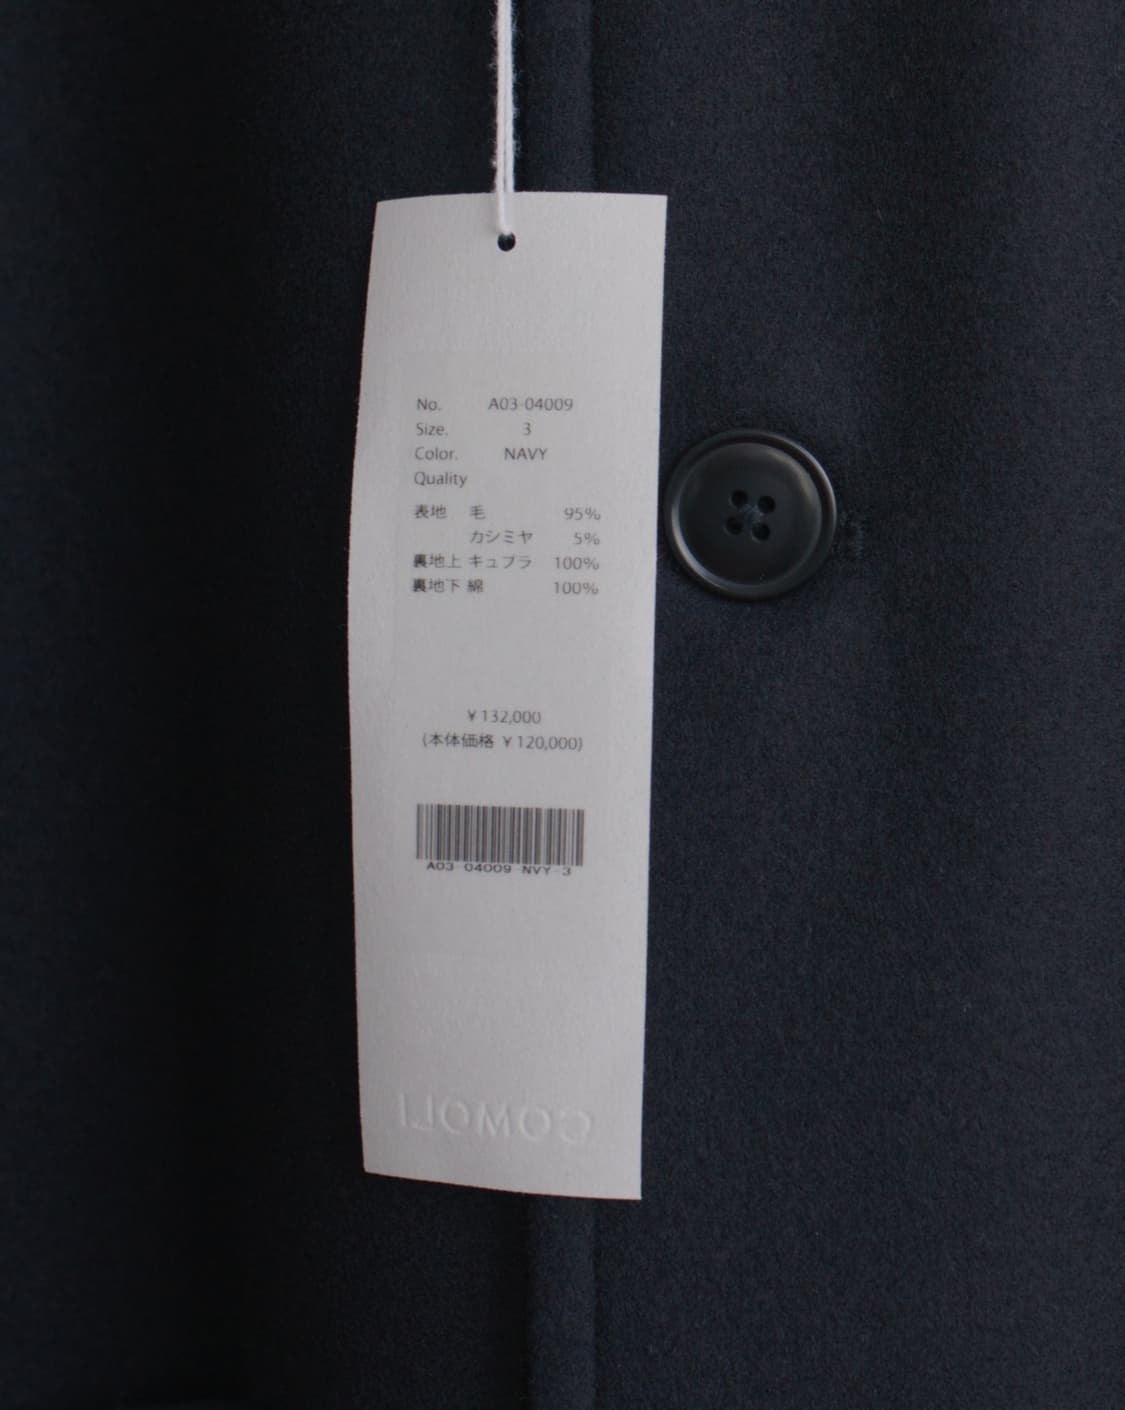 No. A03-04009
Size. 3
Color. NAVY
Quality
表地 毛 95%
カシミヤ 5%
裏地上 キュプラ 100%
裏地下 綿 100%
￥132,000
(本体価格 ￥120,000)
A03-04009-NVY-3
COMOLI